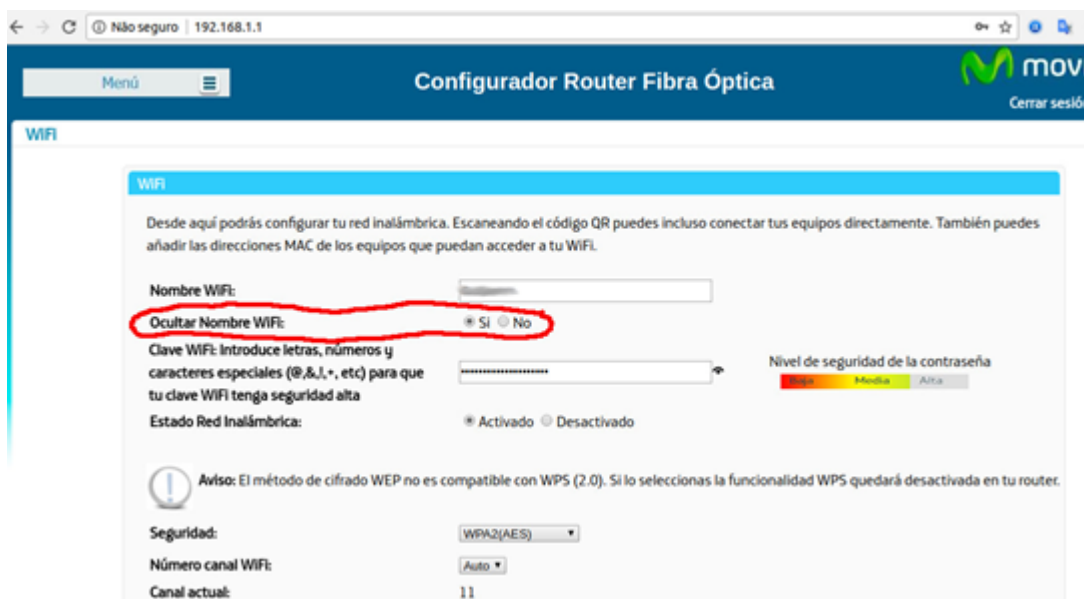 Não seguro 192.168.1.1
Menú
Configurador Router Fibra Óptica
mov
Cerrar sesió
WIFI
WIFI
Desde aquí podrás configurar tu red inalámbrica. Escaneando el código QR puedes incluso conectar tus equipos directamente. También puedes
añadir las direcciones MAC de los equipos que puedan acceder a tu WiFi.
Nombre WiFi:
Ocultar Nombre WiFi: Si No
Clave WiFi: Introduce letras, números y
caracteres especiales (@,&,!,+, etc) para que
tu clave WiFi tenga seguridad alta
Nivel de seguridad de la contraseña
Baja Media Alta
Estado Red Inalámbrica: Activado Desactivado
Aviso: El método de cifrado WEP no es compatible con WPS (2.0). Si lo seleccionas la funcionalidad WPS quedará desactivada en tu router.
Seguridad: WPA2(AES)
Número canal WiFi: Auto
Canal actual: 11